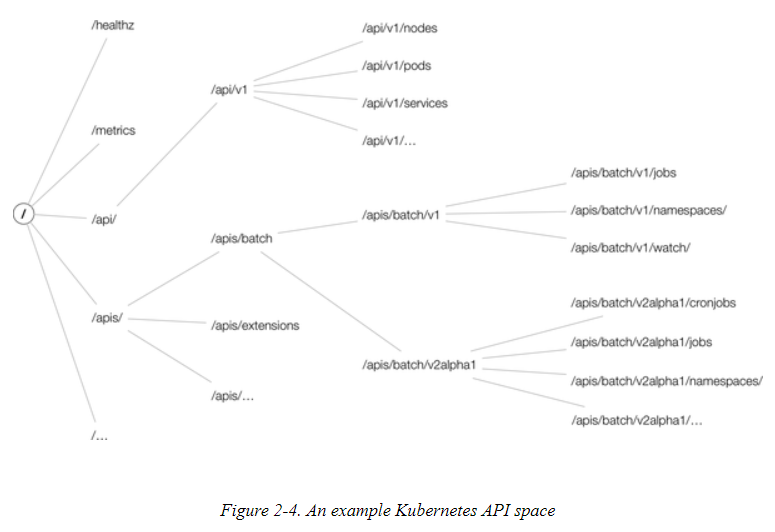 /healthz
/api/v1/nodes
/api/v1/pods
/api/v1
/api/v1/services
/metrics
/api/v1/…
/apis/batch/v1/jobs
/
/api/
/apis/batch/v1
/apis/batch/v1/namespaces/
/apis/batch
/apis/batch/v1/watch/
/apis/batch/v2alpha1/cronjobs
/apis/
/apis/extensions
/apis/batch/v2alpha1/jobs
/apis/batch/v2alpha1
/apis/batch/v2alpha1/namespaces/
/apis/…
/apis/batch/v2alpha1/…
/…
Figure 2-4. An example Kubernetes API space